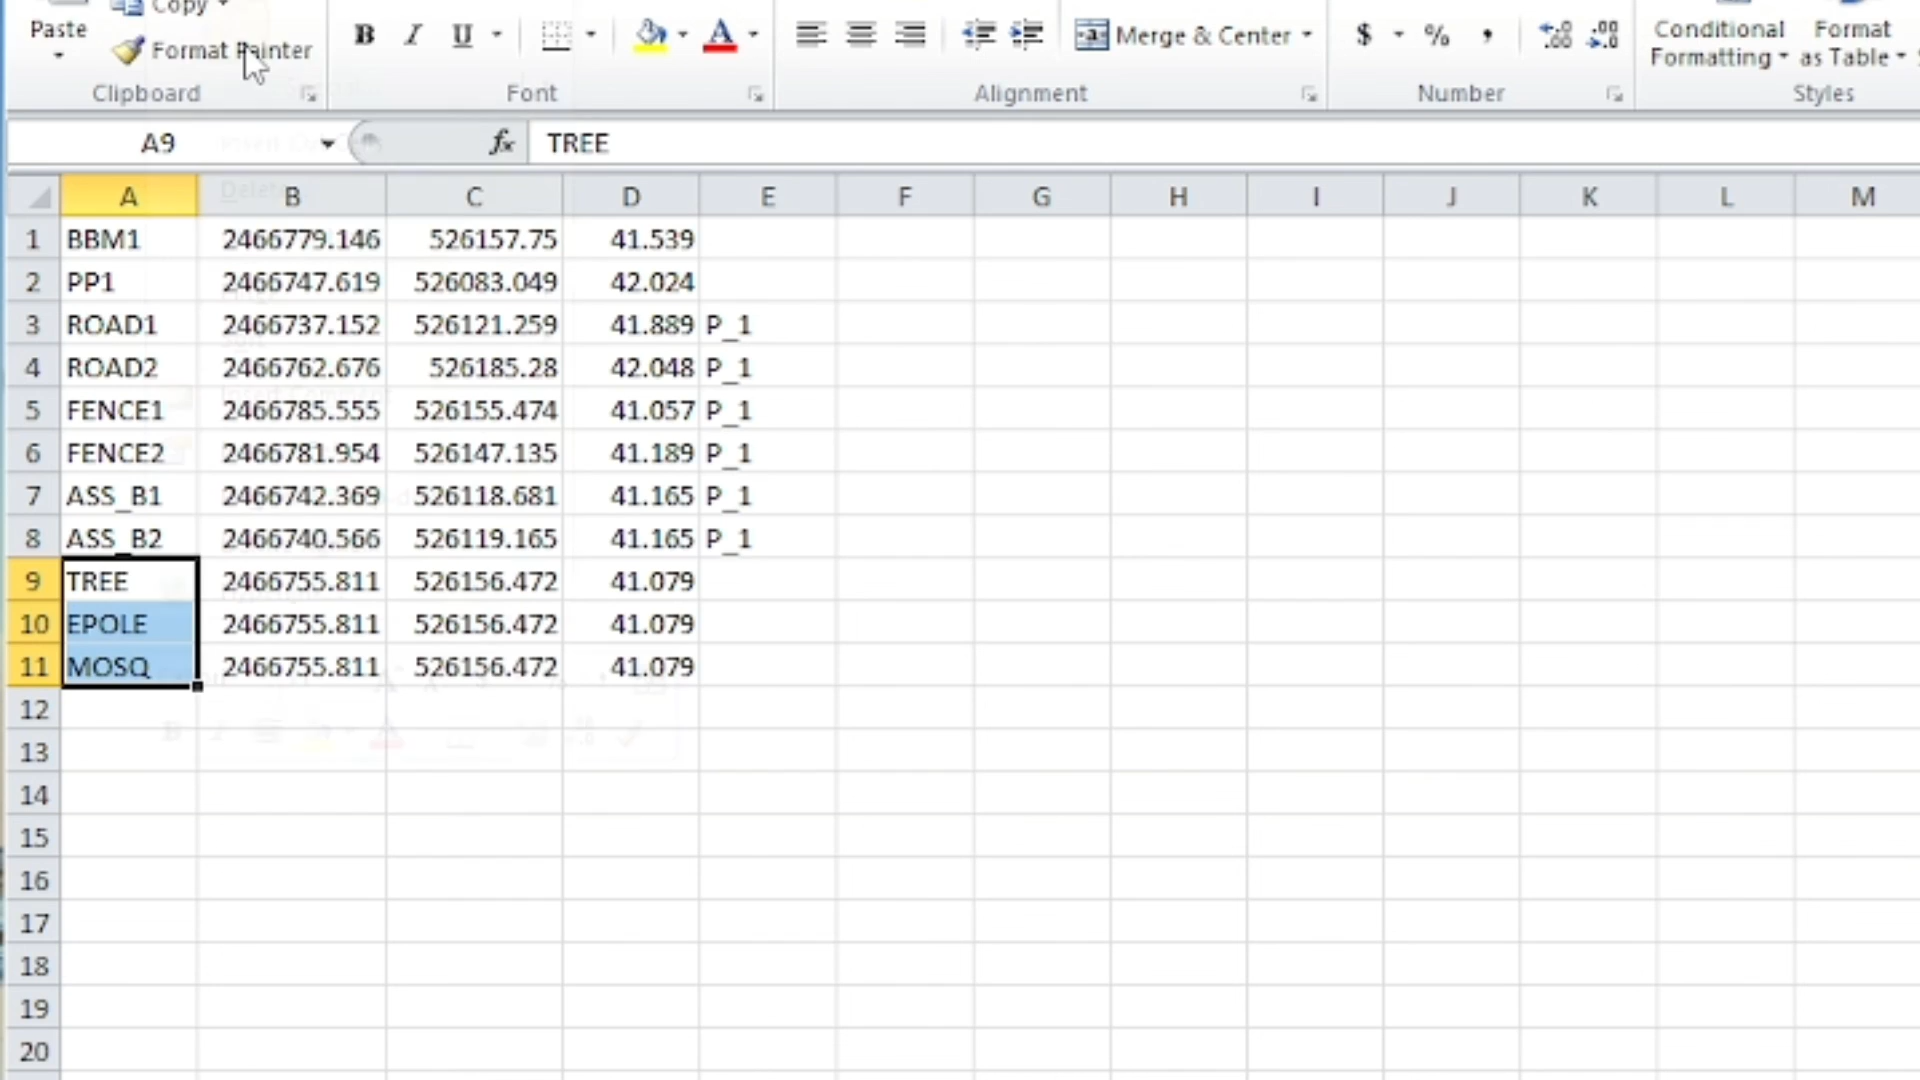 Copy
Paste
Format Painter
B I U
Merge & Center
$ % ,
Conditional Formatting
Format as Table
Clipboard
Font
Alignment
Number
Styles
A9
fx
TREE
A B C D E F G H I J K L M
1 BBM1 2466779.146 526157.75 41.539
2 PP1 2466747.619 526083.049 42.024
3 ROAD1 2466737.152 526121.259 41.889 P_1
4 ROAD2 2466762.676 526185.28 42.048 P_1
5 FENCE1 2466785.555 526155.474 41.057 P_1
6 FENCE2 2466781.954 526147.135 41.189 P_1
7 ASS_B1 2466742.369 526118.681 41.165 P_1
8 ASS_B2 2466740.566 526119.165 41.165 P_1
9 TREE 2466755.811 526156.472 41.079
10 EPOLE 2466755.811 526156.472 41.079
11 MOSQ 2466755.811 526156.472 41.079
12
13
14
15
16
17
18
19
20